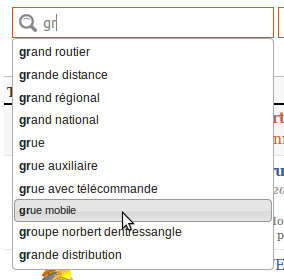 gr
grand routier
grande distance
grand régional
grand national
grue
grue auxiliaire
grue avec télécommande
grue mobile
groupe norbert dentressangle
grande distribution